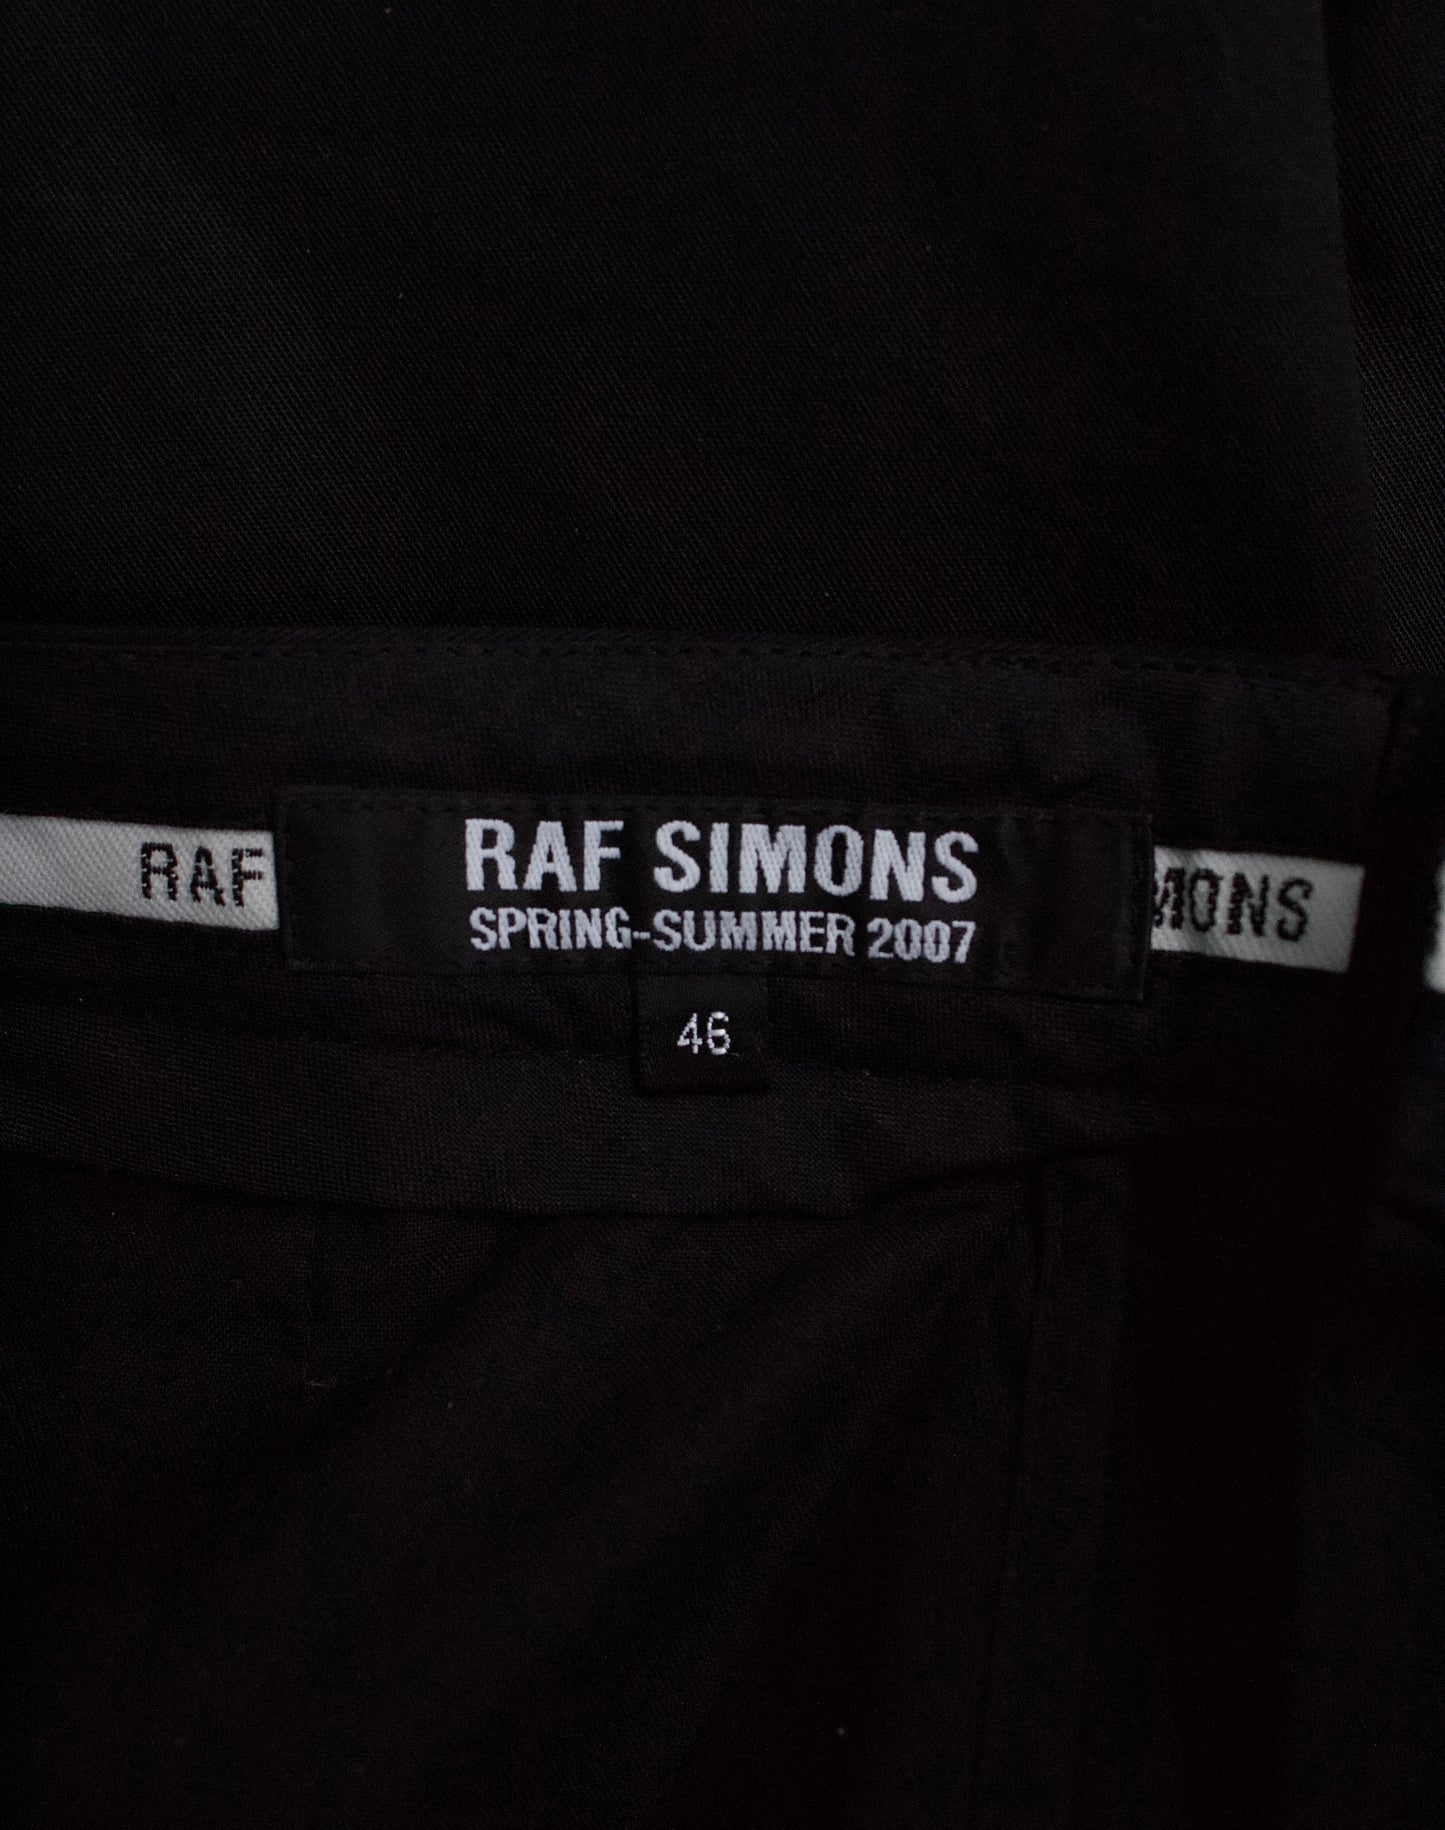 RAF SIMONS
SPRING-SUMMER 2007
46
RAF
MONS